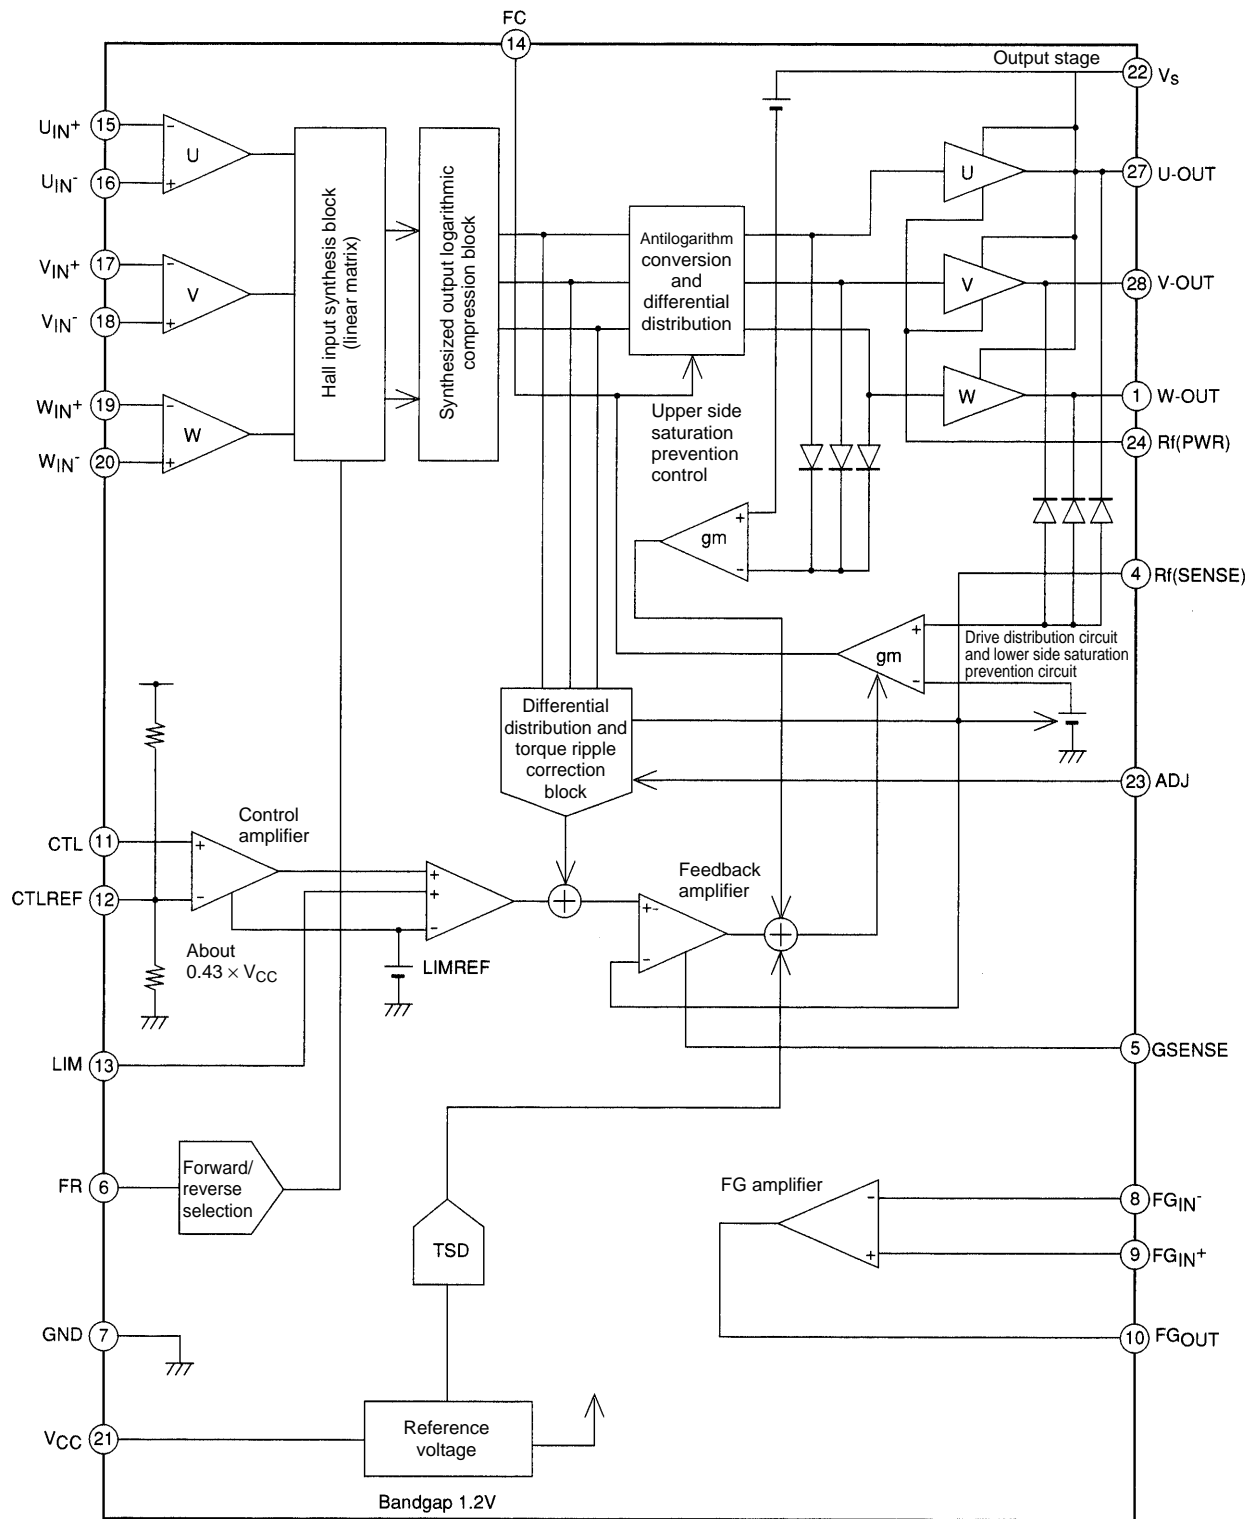 FC
14
Output stage
22 VS
UIN+ 15
- U
UIN- 16
+
VIN+ 17
- V
VIN- 18
+
WIN+ 19
- W
WIN- 20
+
Hall input synthesis block
(linear matrix)
Synthesized output logarithmic
compression block
Antilogarithm
conversion
and
differential
distribution
Upper side
saturation
prevention
control
U
27 U-OUT
V
28 V-OUT
W
1 W-OUT
24 Rf(PWR)
+
gm
-
4 Rf(SENSE)
+
gm
-
Drive distribution circuit
and lower side saturation
prevention circuit
Differential
distribution and
torque ripple
correction
block
23 ADJ
Control
amplifier
CTL 11
+
CTLREF 12
-
About
0.43 × VCC
+
+
-
LIMREF
+
Feedback
amplifier
+-
-
+
LIM 13
5 GSENSE
FR 6
Forward/
reverse
selection
TSD
FG amplifier
-
8 FGIN-
+
9 FGIN+
10 FGOUT
GND 7
VCC 21
Reference
voltage
Bandgap 1.2V